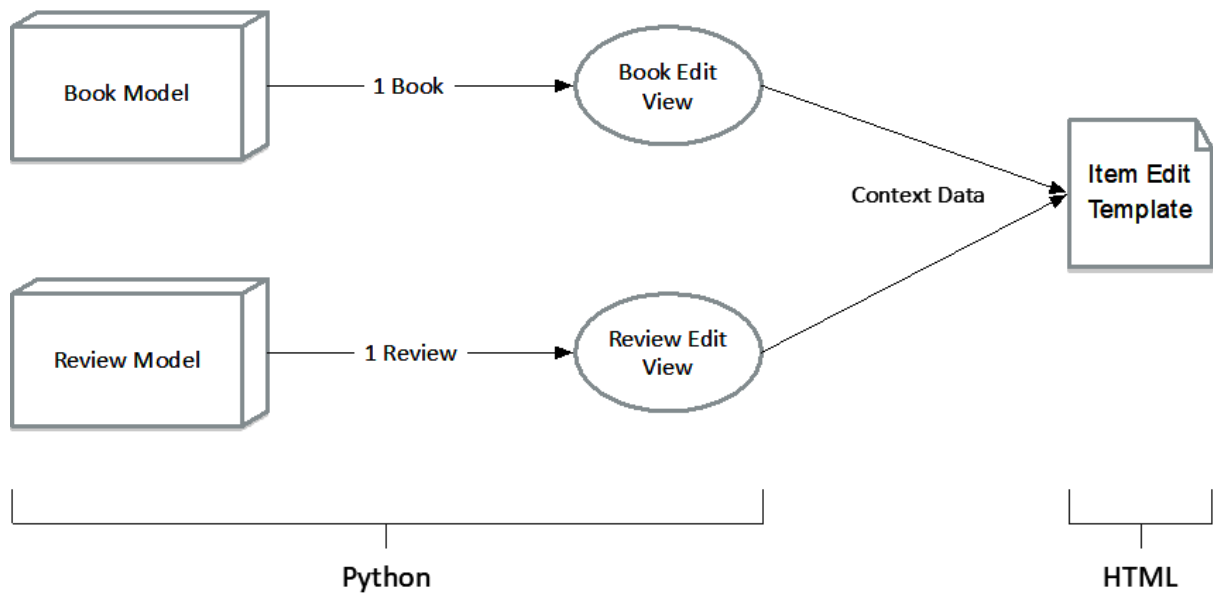 Book Model
1 Book
Book Edit
View
Context Data
Item Edit
Template
Review Model
1 Review
Review Edit
View
Python
HTML